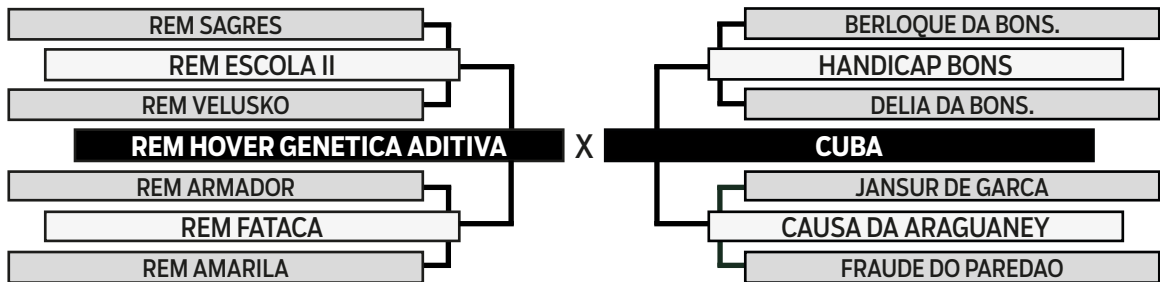 REM SAGRES
REM ESCOLA II
REM VELUSKO
REM HOVER GENETICA ADITIVA
REM ARMADOR
REM FATACA
REM AMARILA
X
BERLOQUE DA BONS.
HANDICAP BONS
DELIA DA BONS.
CUBA
JANSUR DE GARCA
CAUSA DA ARAGUANEY
FRAUDE DO PAREDAO